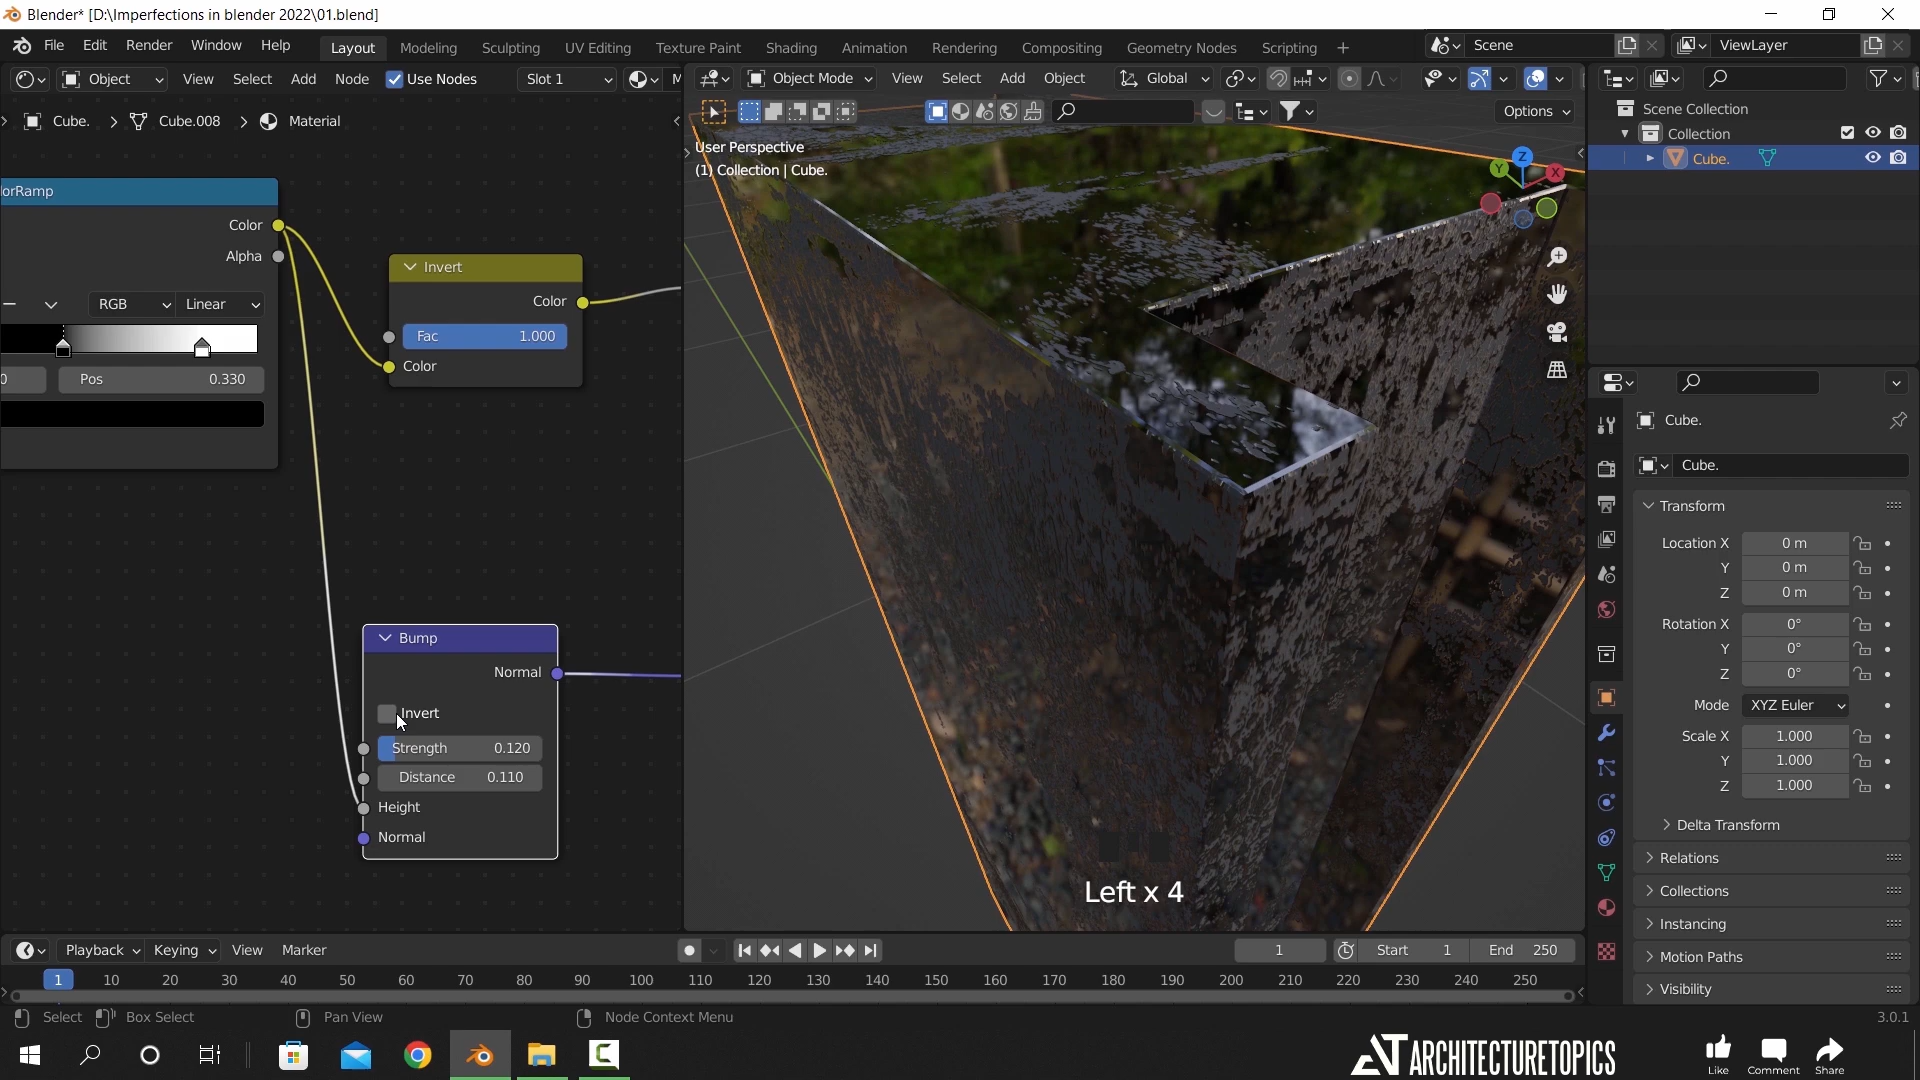 Blender* [D:\Imperfections in blender 2022\01.blend]
File Edit Render Window Help
Layout Modeling Sculpting UV Editing Texture Paint Shading Animation Rendering Compositing Geometry Nodes Scripting +
Scene
ViewLayer
Object View Select Add Node Use Nodes Slot 1
Object Mode View Select Add Object Global
Cube. > Cube.008 > Material
Options
User Perspective
(1) Collection | Cube.
Z
Y
X
Scene Collection
Collection
Cube.
lorRamp
Color
Alpha
RGB Linear
0
Pos 0.330
Invert
Color
Fac 1.000
Color
Bump
Normal
Invert
Strength 0.120
Distance 0.110
Height
Normal
Left x 4
Cube.
Cube.
Transform
Location X 0 m
Y 0 m
Z 0 m
Rotation X 0°
Y 0°
Z 0°
Mode XYZ Euler
Scale X 1.000
Y 1.000
Z 1.000
Delta Transform
Relations
Collections
Instancing
Motion Paths
Visibility
Playback Keying View Marker
1
Start 1
End 250
1 10 20 30 40 50 60 70 80 90 100 110 120 130 140 150 160 170 180 190 200 210 220 230 240 250
Select Box Select Pan View Node Context Menu
3.0.1
ARCHITECTURETOPICS
Like Comment Share